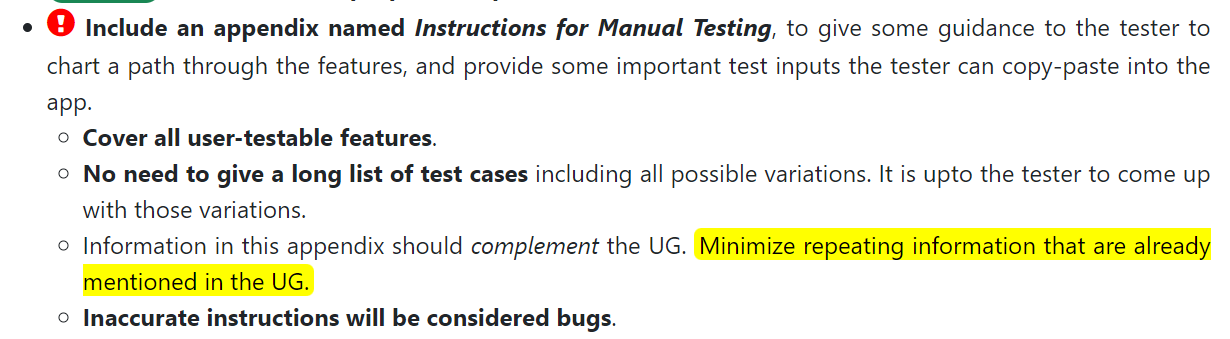 • ! Include an appendix named Instructions for Manual Testing, to give some guidance to the tester to
chart a path through the features, and provide some important test inputs the tester can copy-paste into the
app.
◦ Cover all user-testable features.
◦ No need to give a long list of test cases including all possible variations. It is upto the tester to come up
with those variations.
◦ Information in this appendix should complement the UG. Minimize repeating information that are already
mentioned in the UG.
◦ Inaccurate instructions will be considered bugs.